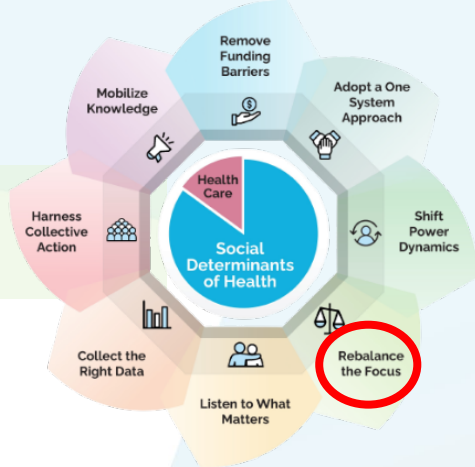 Remove
Funding
Barriers
Adopt a One
System
Approach
Shift
Power
Dynamics
Rebalance
the Focus
Listen to What
Matters
Collect the
Right Data
Harness
Collective
Action
Mobilize
Knowledge
Health
Care
Social
Determinants
of Health